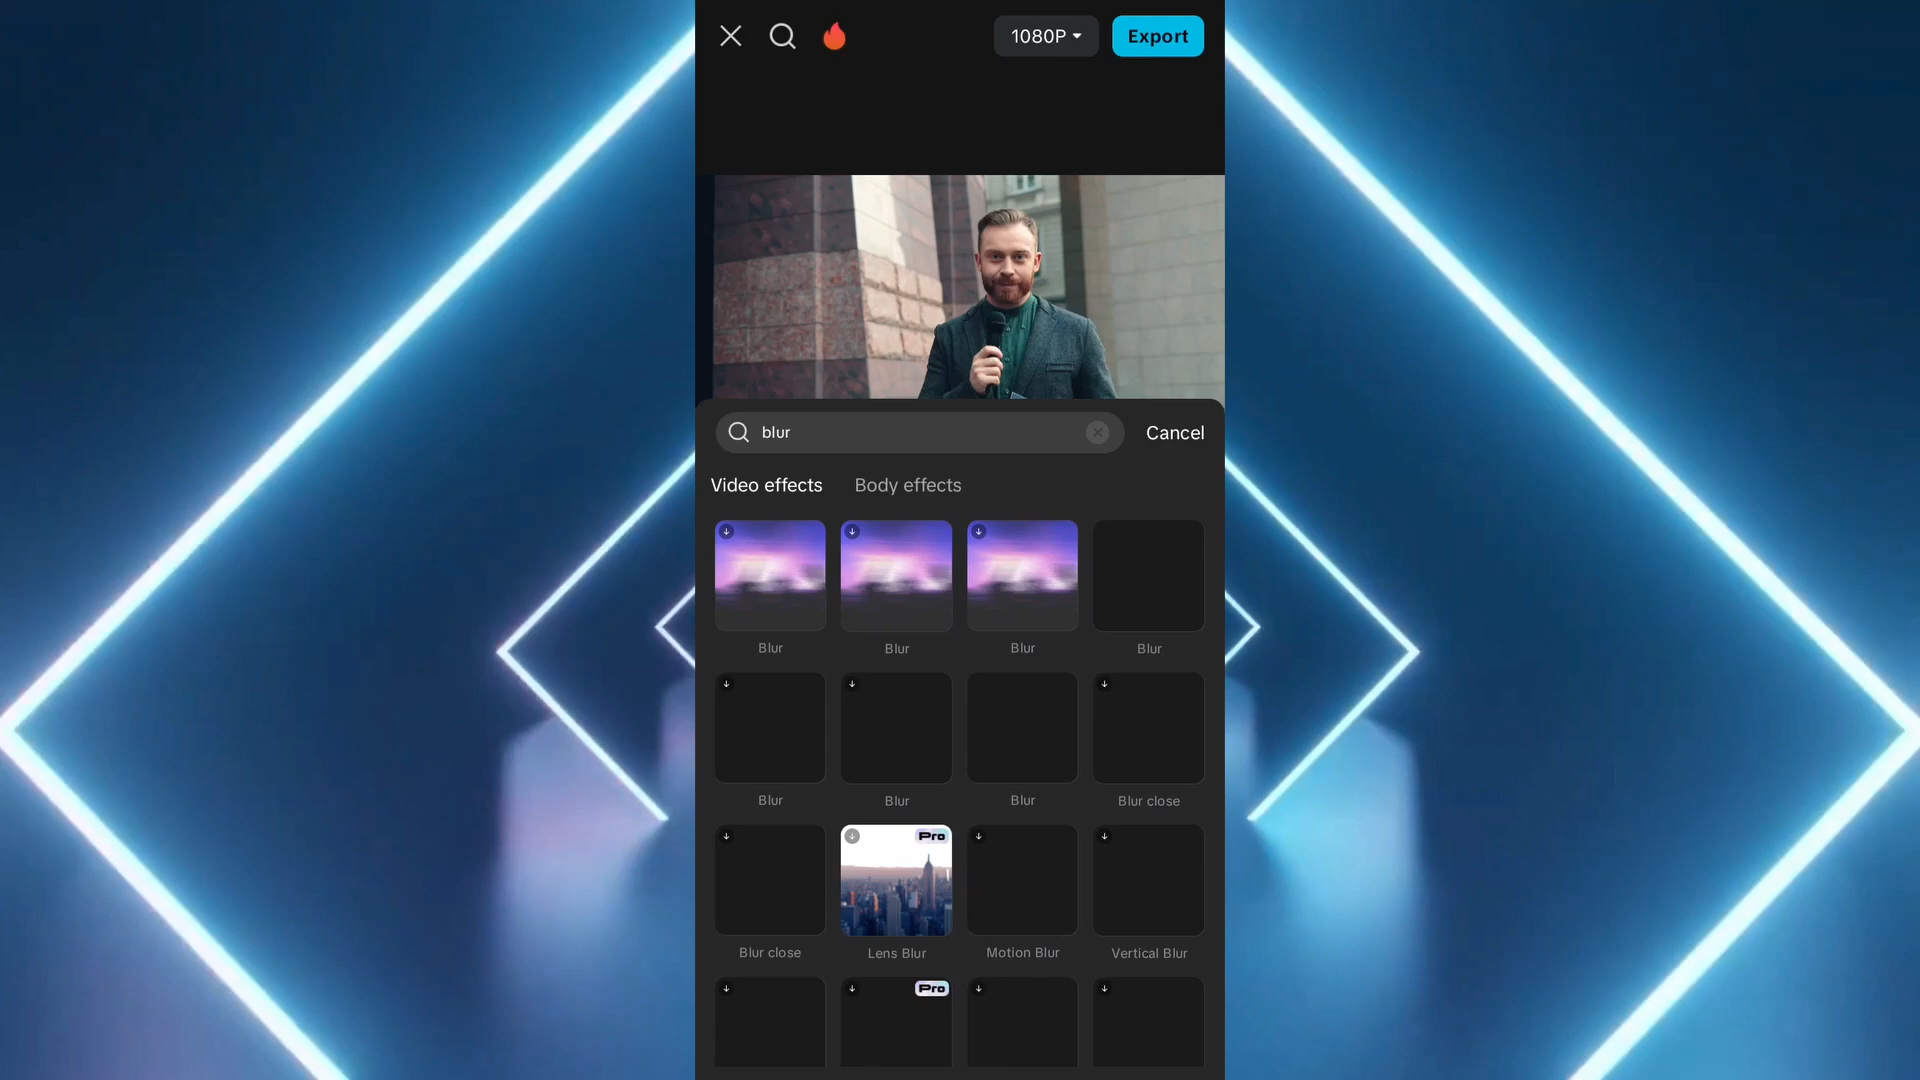 1080P
Export
blur
Cancel
Video effects
Body effects
Blur
Blur
Blur
Blur
Blur
Blur
Blur
Blur close
Pro
Blur close
Lens Blur
Motion Blur
Vertical Blur
Pro